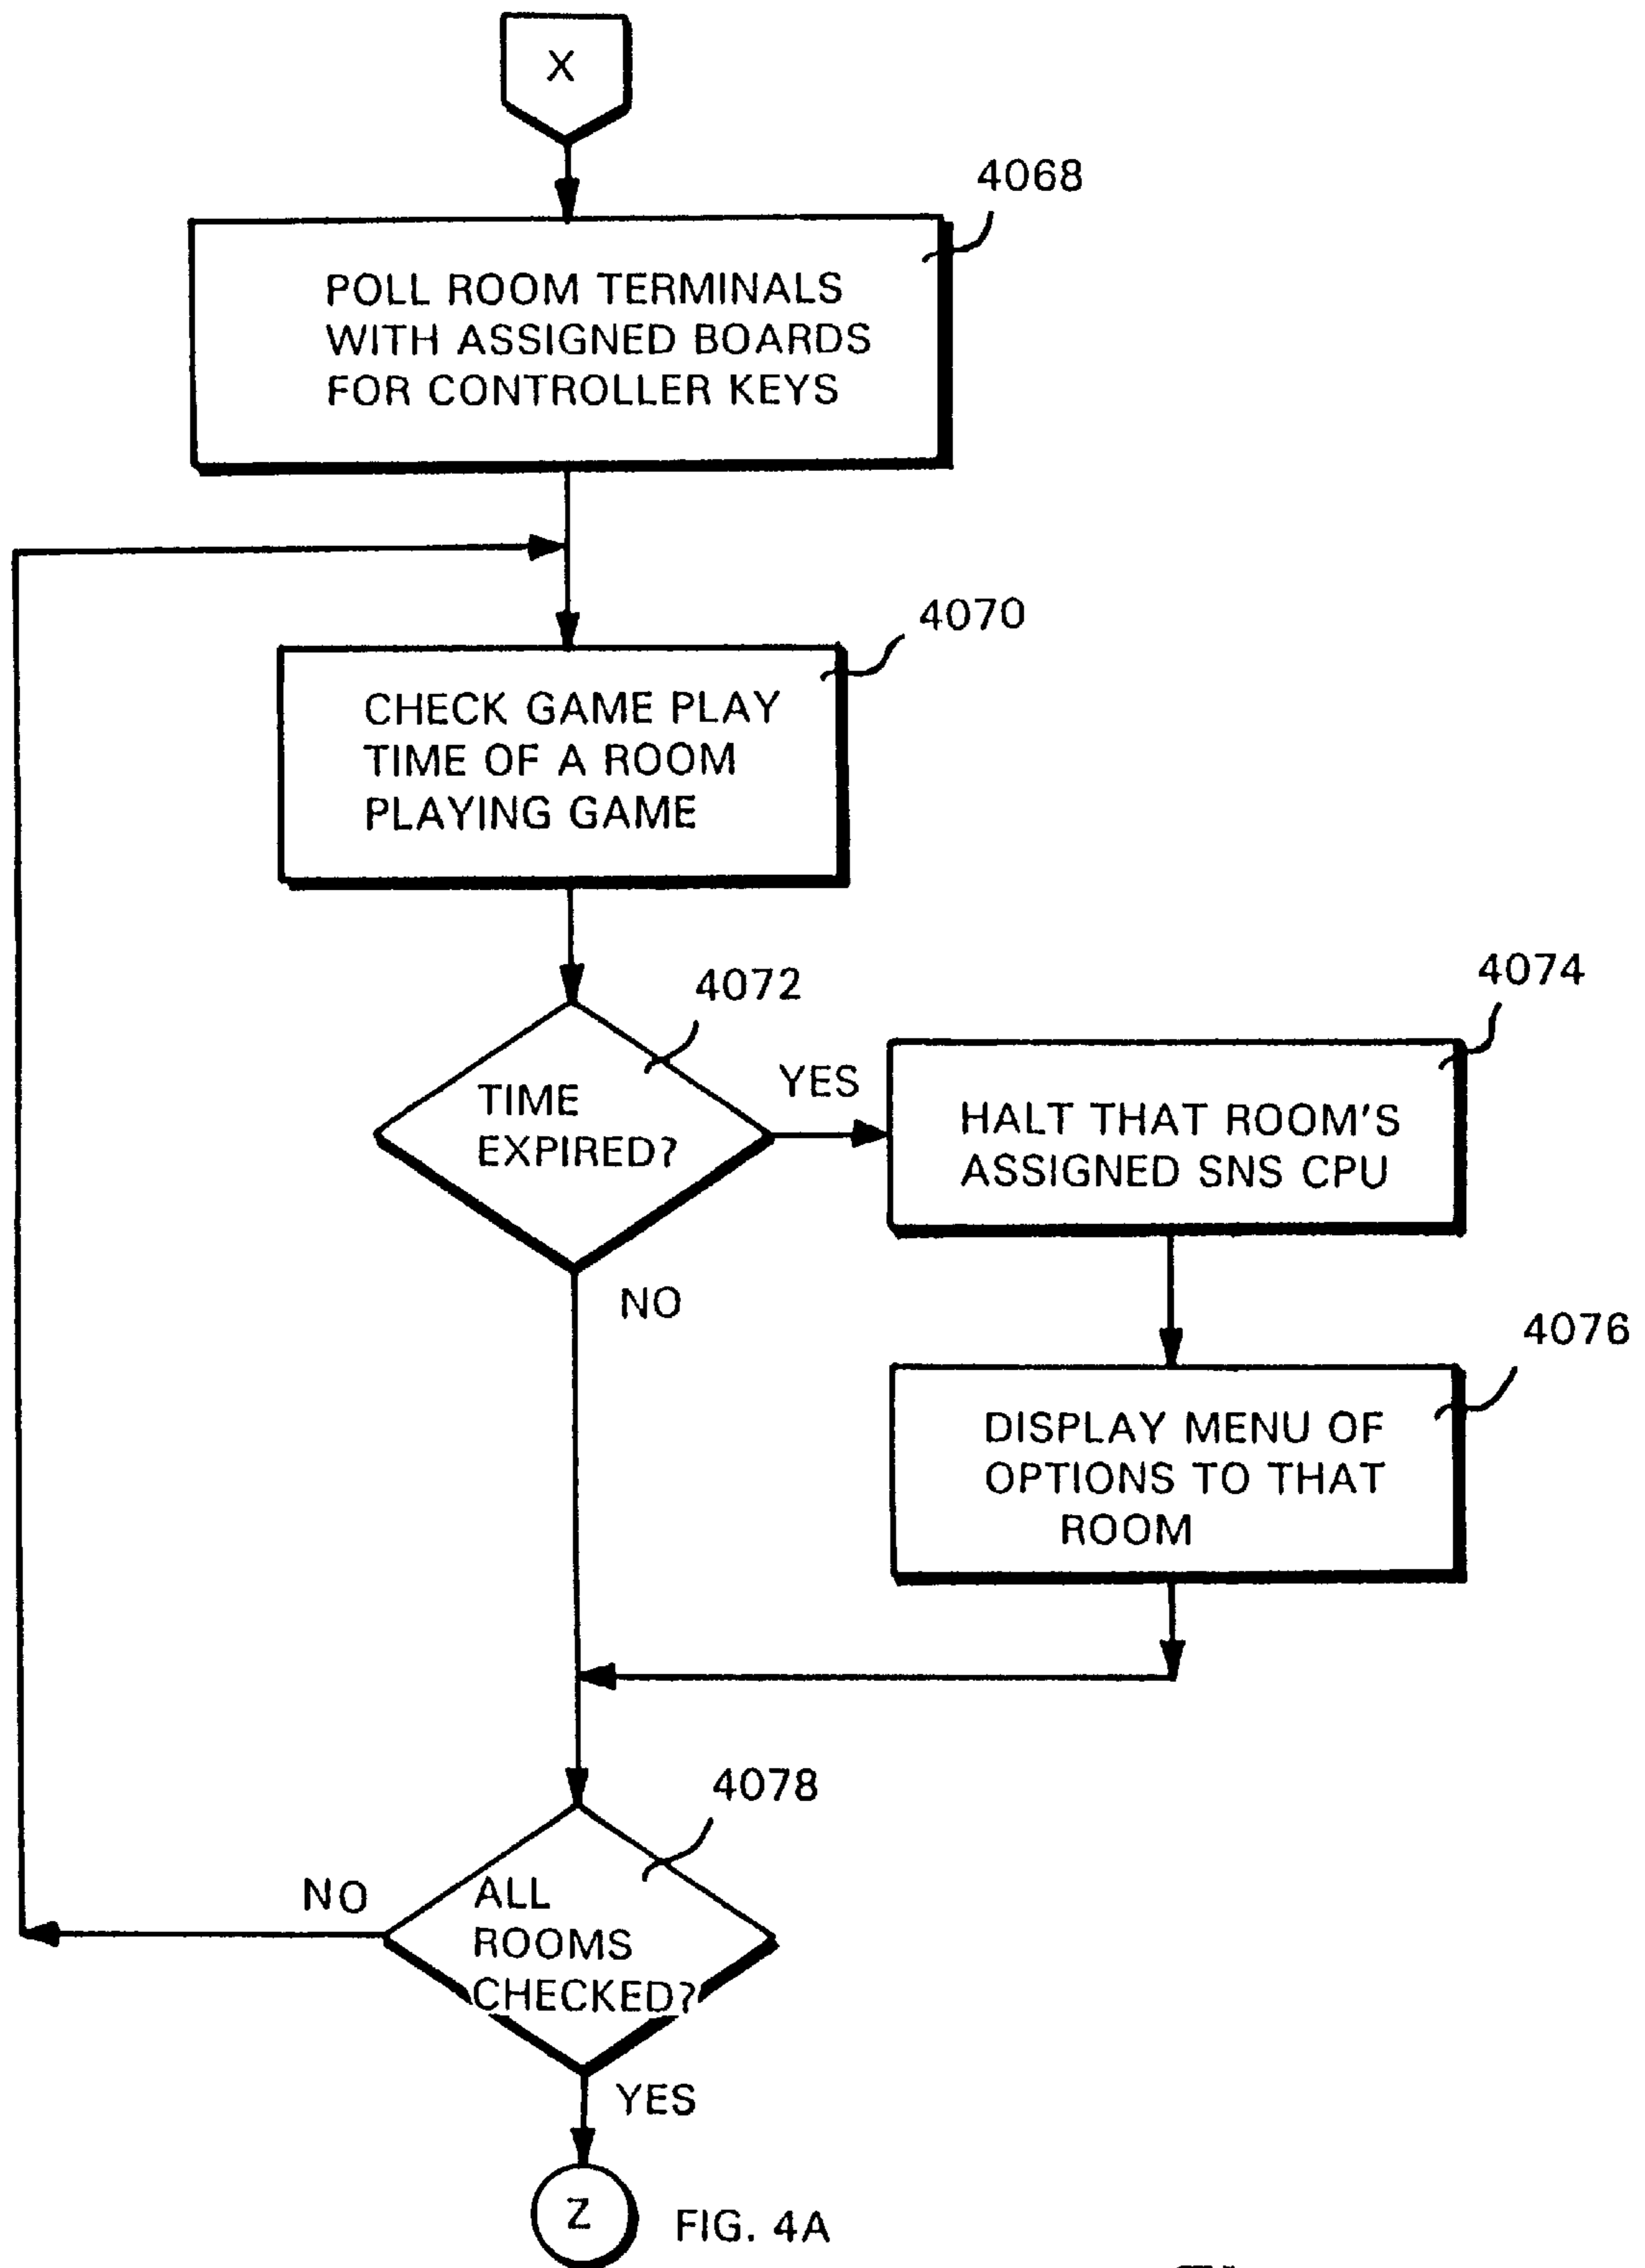 X
4068
POLL ROOM TERMINALS
WITH ASSIGNED BOARDS
FOR CONTROLLER KEYS
4070
CHECK GAME PLAY
TIME OF A ROOM
PLAYING GAME
4072
TIME
EXPIRED?
YES
NO
4074
HALT THAT ROOM'S
ASSIGNED SNS CPU
4076
DISPLAY MENU OF
OPTIONS TO THAT
ROOM
4078
ALL
ROOMS
CHECKED?
NO
YES
Z
FIG. 4A